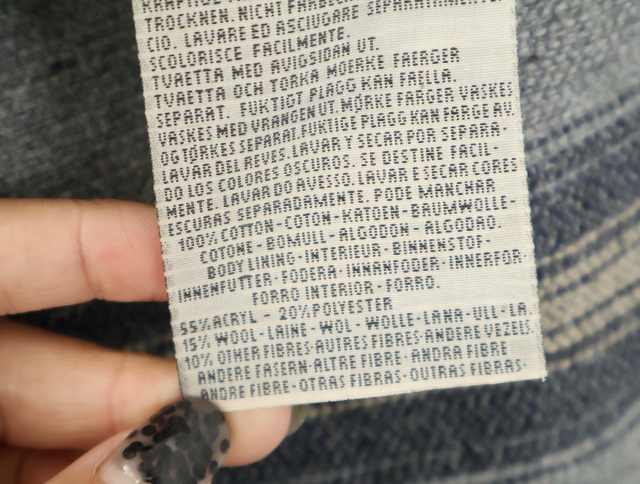 TROCKNEN. NICHT FARBEC
CIO. LAVARE ED ASCIUGARE SEPARATAMENTE.
SCOLORISCE FACILMENTE.
TVAETTA MED AVIGSIDAN UT.
TVAETTA OCH TORKA MOERKE FAERGER
SEPARAT. FUKTIGT PLAGG KAN FAELLA.
VASKES MED VRANGEN UT. MÖRKE FARGER VASKES
OG TØRKES SEPARAT. FUKTIGE PLAGG KAN FARGE AV
LAVAR DEL REVES. LAVAR Y SECAR POR SEPARA-
DO LOS COLORES OSCUROS. SE DESTINE FACIL-
MENTE. LAVAR DO AVESSO. LAVAR E SECAR CORES
ESCURAS SEPARADAMENTE. PODE MANCHAR
100% COTTON - COTON - KATOEN - BAUMWOLLE-
COTONE - BOMULL - ALGODON - ALGODAO.
BODY LINING - INTERIEUR - BINNENSTOF-
INNENFUTTER - FODERA - INNANFODER - INNERFOR-
FORRO INTERIOR - FORRO.
55% ACRYL - 20% POLYESTER
15% WOOL - LAINE - WOL - WOLLE - LANA - ULL - LA.
10% OTHER FIBRES - AUTRES FIBRES - ANDERE VEZELS.
ANDERE FASERN - ALTRE FIBRE - ANDRA FIBRE
ANDRE FIBRE - OTRAS FIBRAS - OUTRAS FIBRAS-